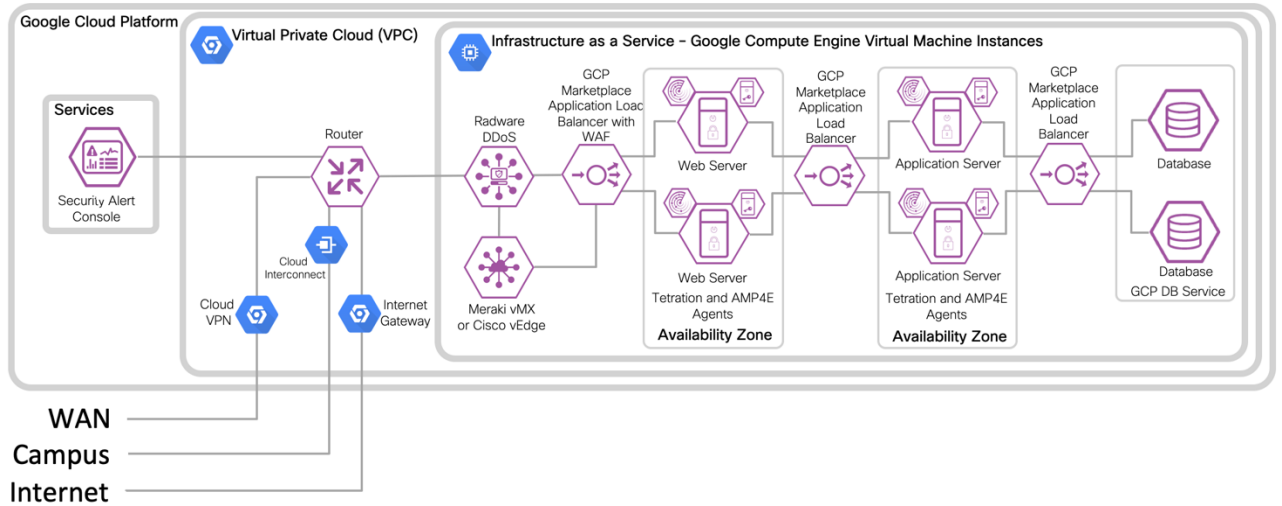 Google Cloud Platform
Virtual Private Cloud (VPC)
Infrastructure as a Service – Google Compute Engine Virtual Machine Instances
Services
Security Alert
Console
Router
Cloud
Interconnect
Cloud
VPN
Internet
Gateway
Radware
DDoS
Meraki vMX
or Cisco vEdge
GCP
Marketplace
Application Load
Balancer with
WAF
Web Server
Web Server
Tetration and AMP4E
Agents
Availability Zone
GCP
Marketplace
Application
Load
Balancer
Application Server
Application Server
Tetration and AMP4E
Agents
Availability Zone
GCP
Marketplace
Application
Load
Balancer
Database
Database
GCP DB Service
WAN
Campus
Internet